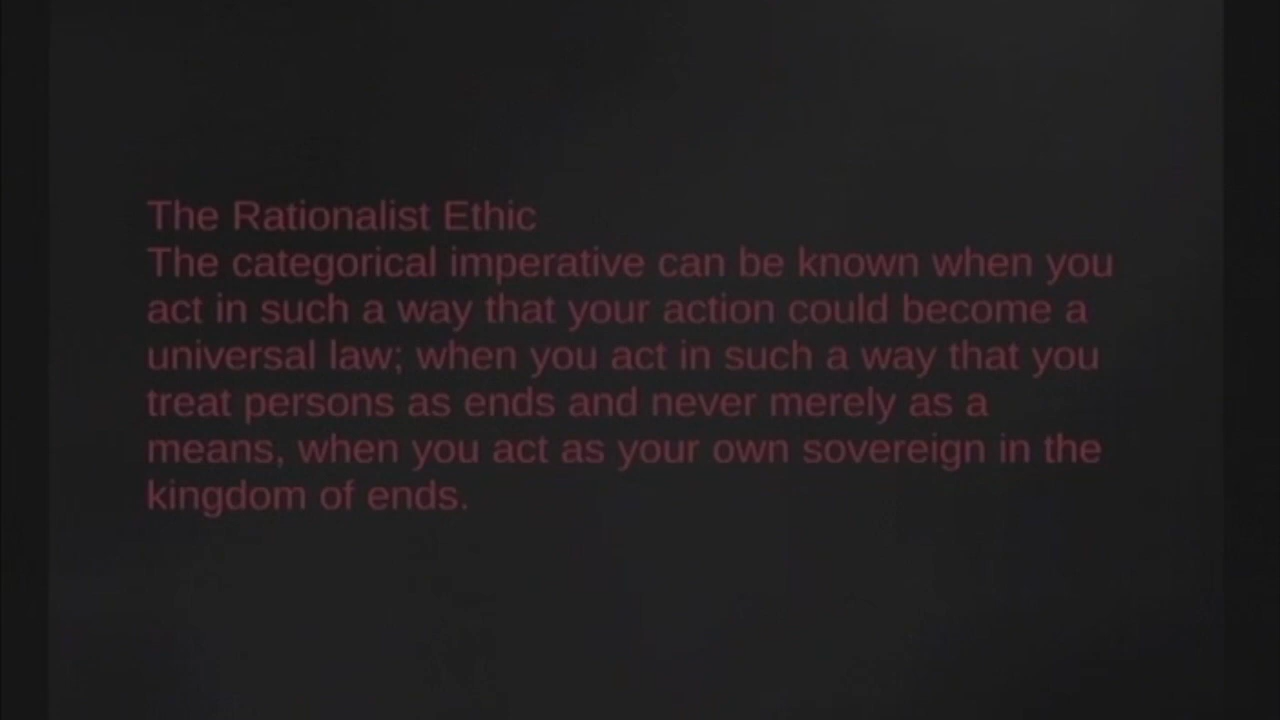 The Rationalist Ethic
The categorical imperative can be known when you
act in such a way that your action could become a
universal law; when you act in such a way that you
treat persons as ends and never merely as a
means, when you act as your own sovereign in the
kingdom of ends.